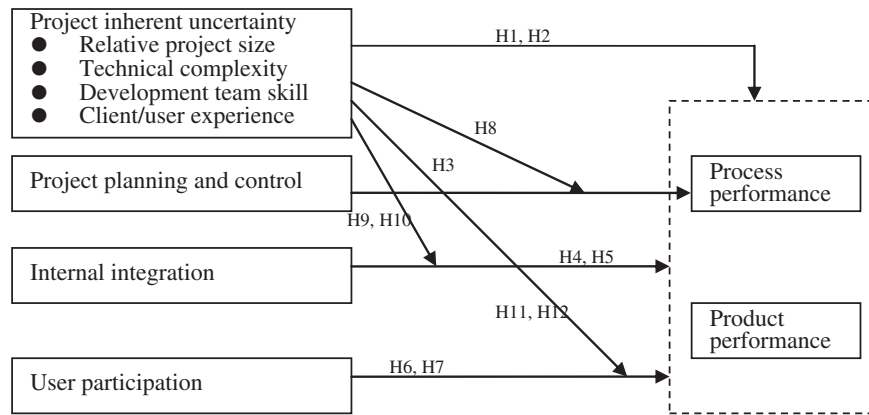 Project inherent uncertainty
● Relative project size
● Technical complexity
● Development team skill
● Client/user experience
H1, H2
H8
H3
Project planning and control
Process
performance
H9, H10
Internal integration
H4, H5
H11, H12
Product
performance
User participation
H6, H7